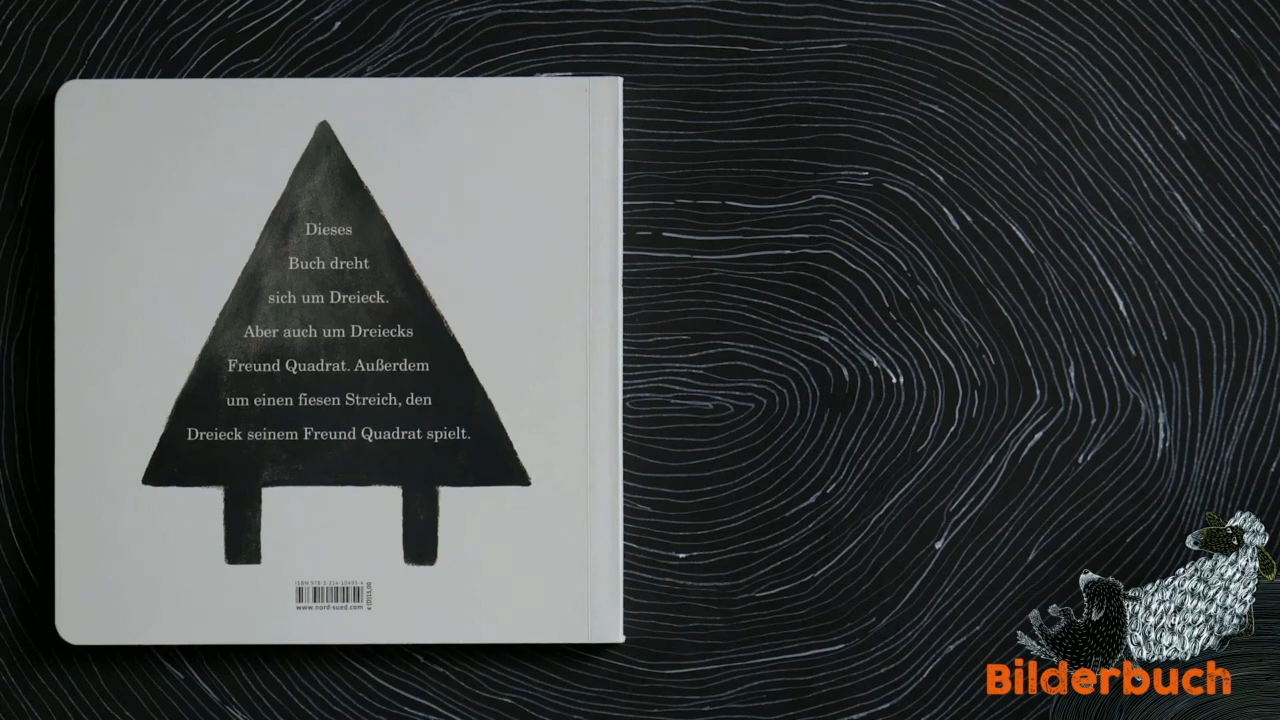 Dieses
Buch dreht
sich um Dreieck.
Aber auch um Dreiecks
Freund Quadrat. Außerdem
um einen fiesen Streich, den
Dreieck seinem Freund Quadrat spielt.
www.nord-sued.com
Bilderbuch